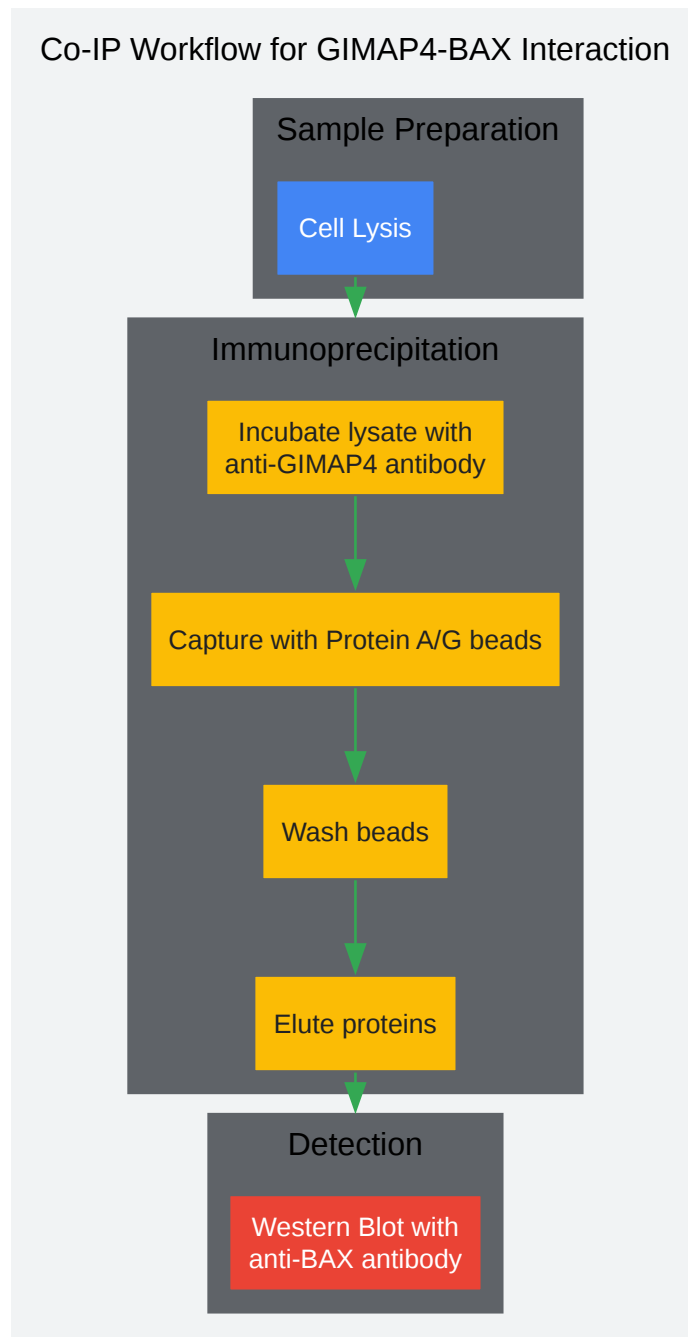 Co-IP Workflow for GIMAP4-BAX Interaction
Sample Preparation
Cell Lysis
Immunoprecipitation
Incubate lysate with
anti-GIMAP4 antibody
Capture with Protein A/G beads
Wash beads
Elute proteins
Detection
Western Blot with
anti-BAX antibody